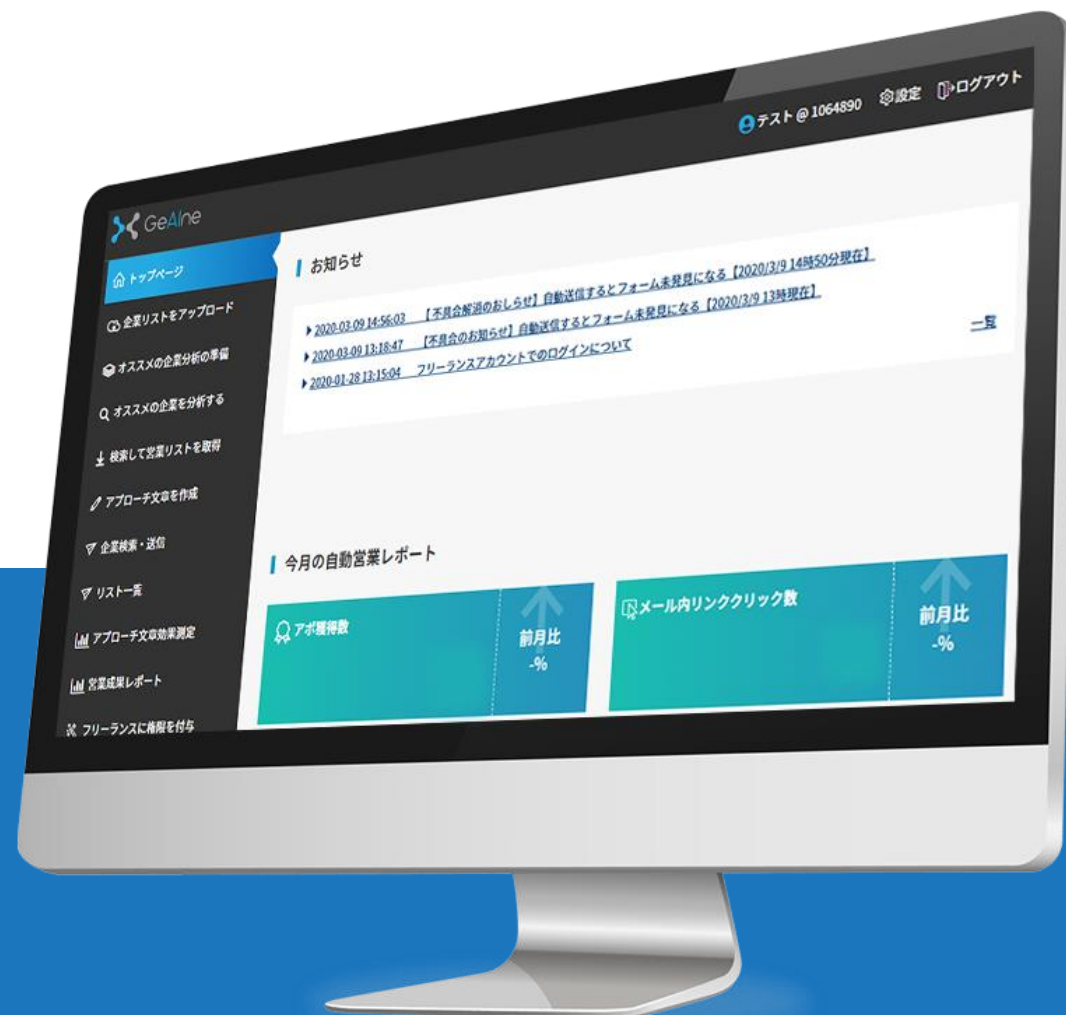 テスト@1064890 設定 ログアウト
GeAIne
トップページ
企業リストをアップロード
オススメの企業分析の準備
オススメの企業を分析する
検索して営業リストを取得
アプローチ文章を作成
企業検索・送信
リスト一覧
アプローチ文章効果測定
営業成果レポート
フリーランスに権限を付与
お知らせ
2020-03-09 14:56:03 【不具合解消のおしらせ】自動送信するとフォーム未発見になる【2020/3/9 14時50分現在】
2020-03-09 13:18:47 【不具合のお知らせ】自動送信するとフォーム未発見になる【2020/3/9 13時現在】
2020-01-28 13:15:04 フリーランスアカウントでのログインについて
一覧
今月の自動営業レポート
アポ獲得数
前月比
-%
メール内リンククリック数
前月比
-%